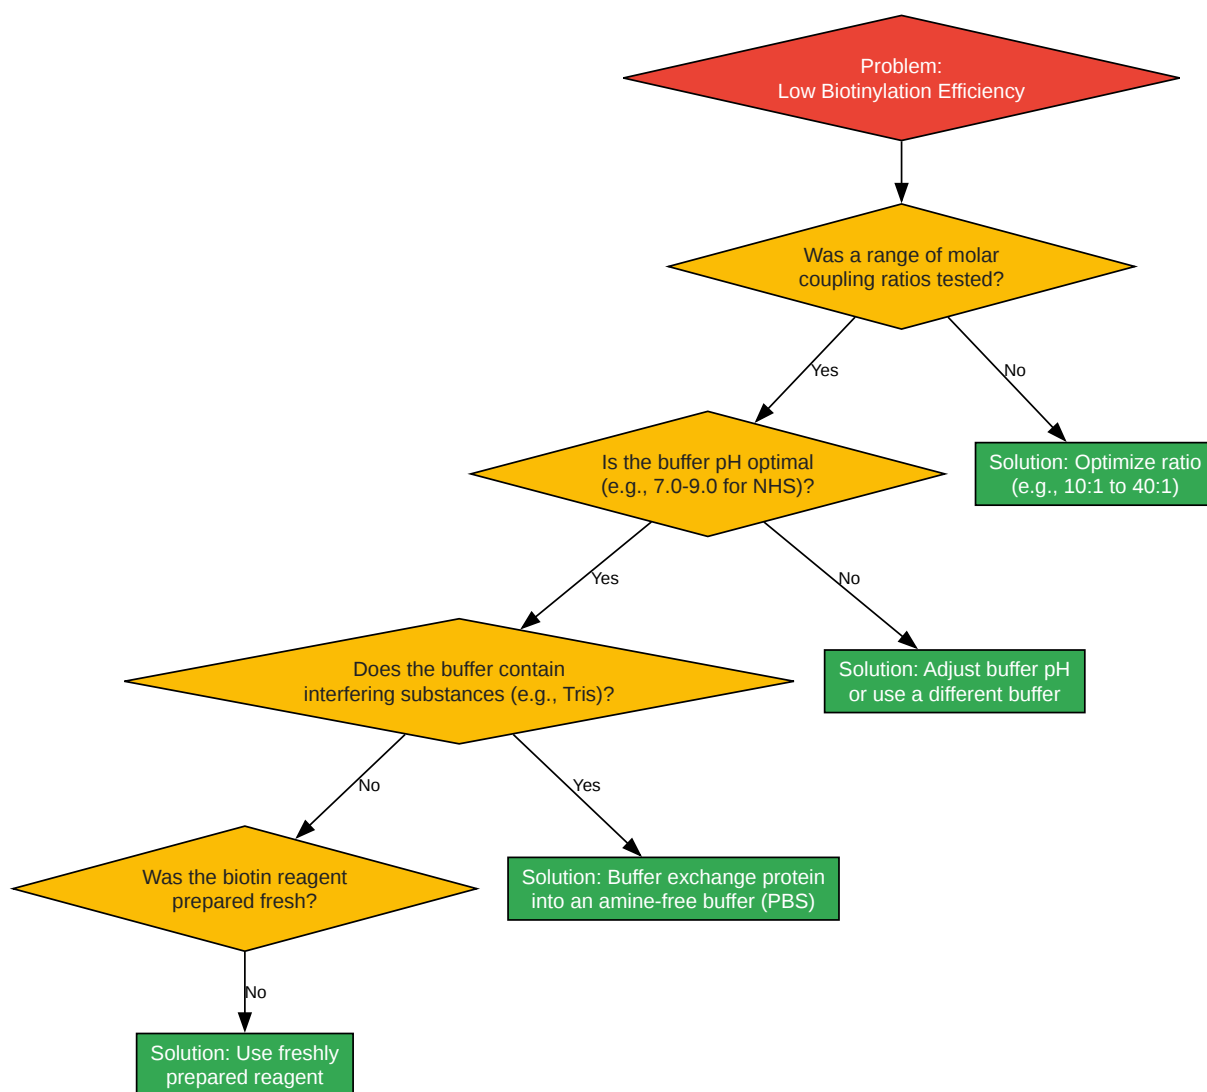 Problem:
Low Biotinylation Efficiency
Was a range of molar
coupling ratios tested?
Yes
No
Is the buffer pH optimal
(e.g., 7.0-9.0 for NHS)?
Solution: Optimize ratio
(e.g., 10:1 to 40:1)
Yes
No
Does the buffer contain
interfering substances (e.g., Tris)?
Solution: Adjust buffer pH
or use a different buffer
No
Yes
Was the biotin reagent
prepared fresh?
Solution: Buffer exchange protein
into an amine-free buffer (PBS)
No
Solution: Use freshly
prepared reagent